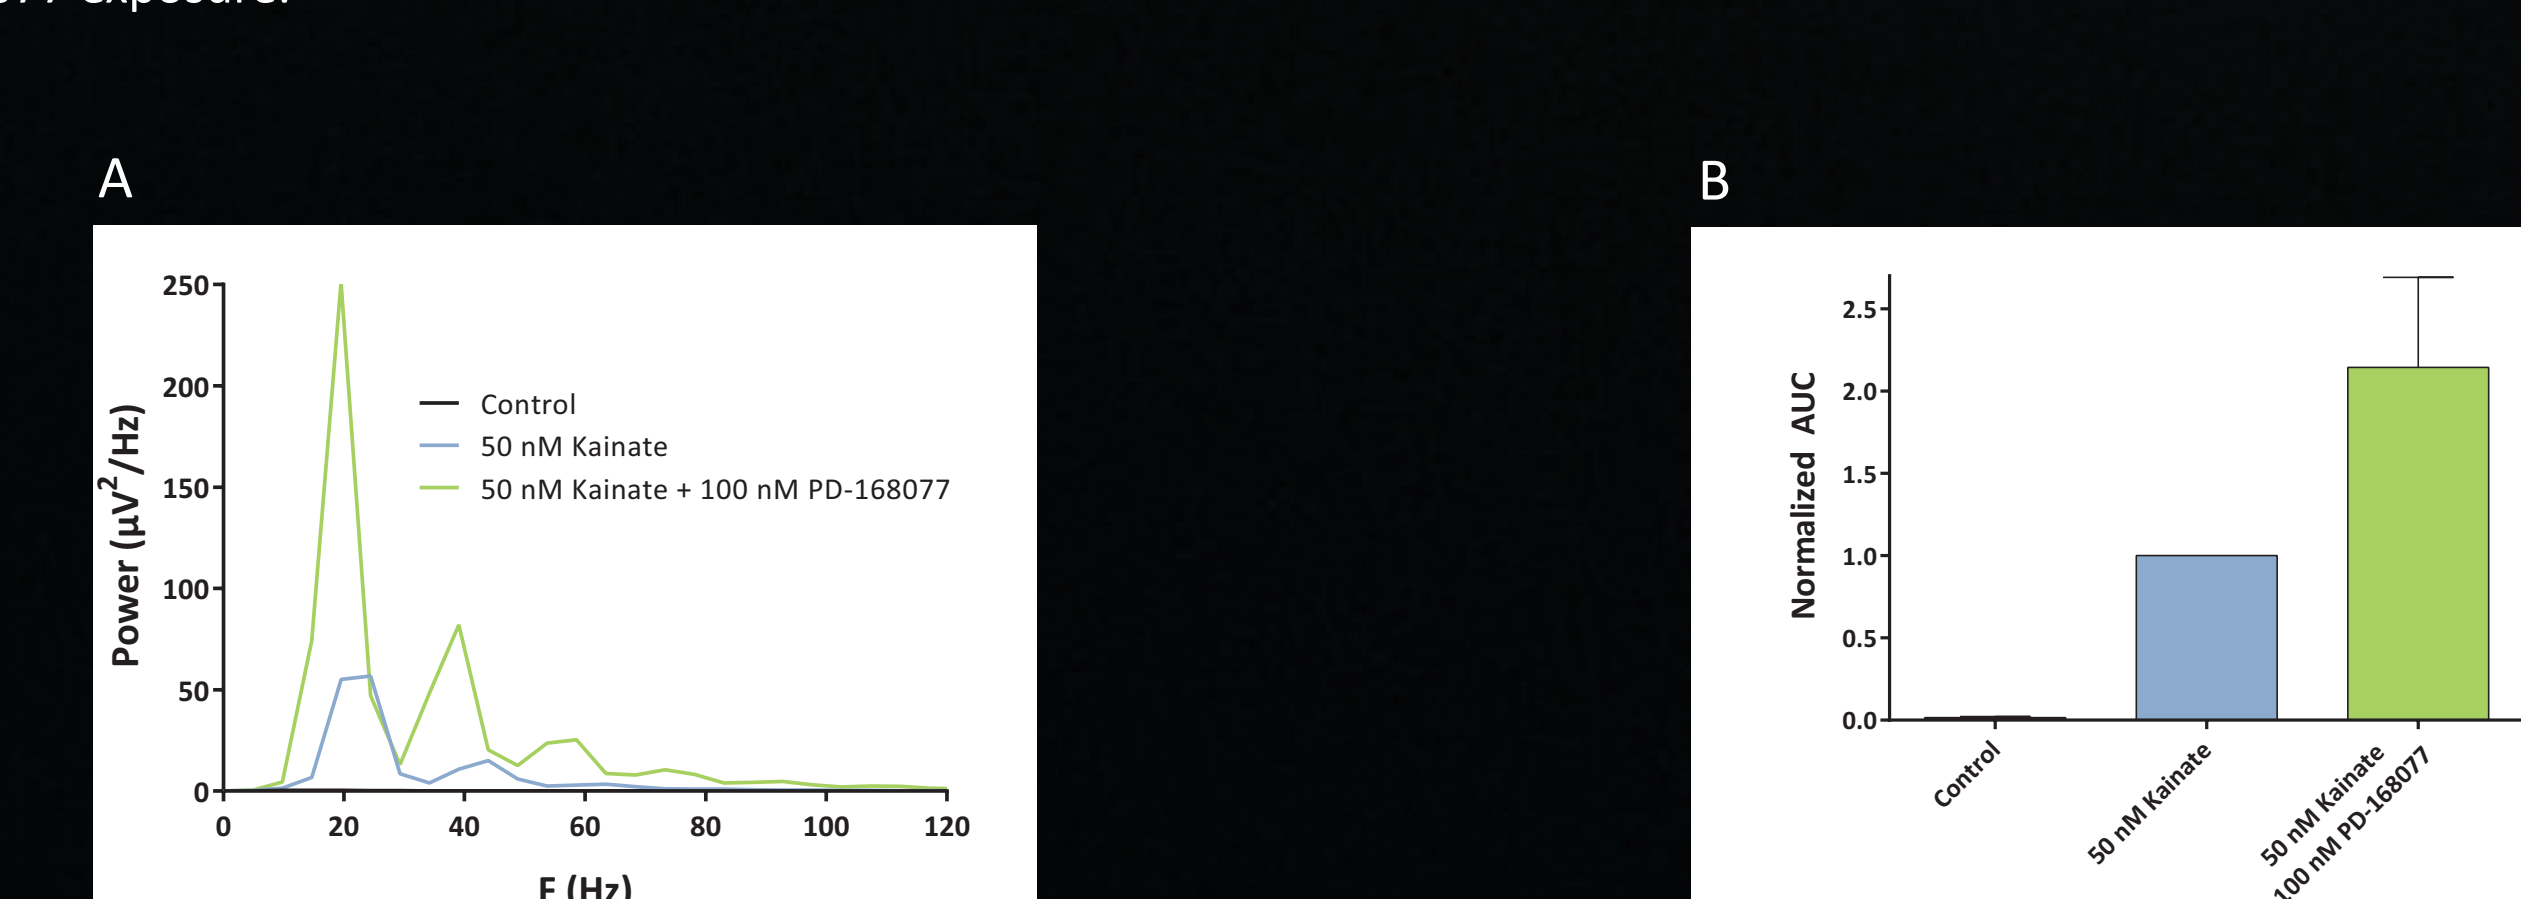 exposure.
A
B
250
200
150
100
50
0
Power (µV²/Hz)
Control
50 nM Kainate
50 nM Kainate + 100 nM PD-168077
0 20 40 60 80 100 120
F (Hz)
2.5
2.0
1.5
1.0
0.5
0.0
Normalized AUC
Control
50 nM Kainate
50 nM Kainate
100 nM PD-168077